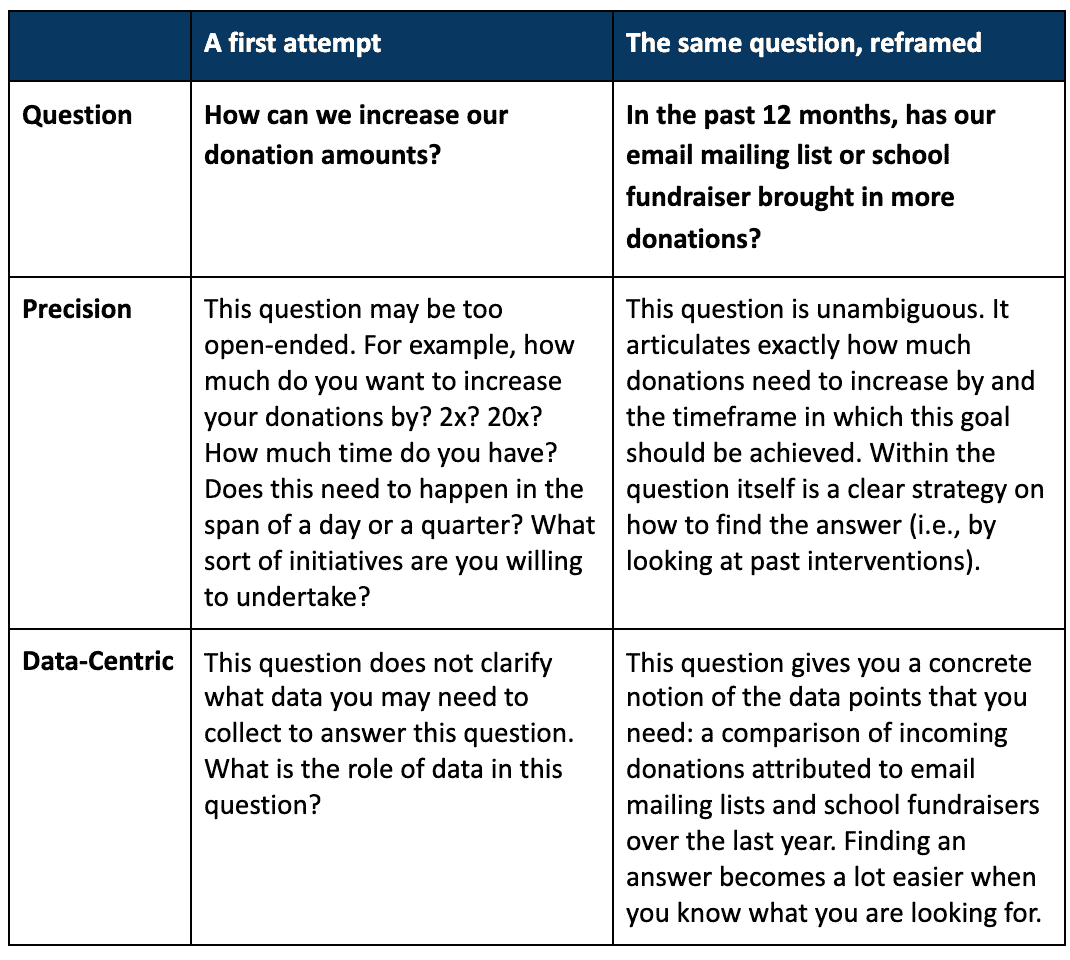 A first attempt
The same question, reframed
Question
How can we increase our
donation amounts?
In the past 12 months, has our
email mailing list or school
fundraiser brought in more
donations?
Precision
This question may be too
open-ended. For example, how
much do you want to increase
your donations by? 2x? 20x?
How much time do you have?
Does this need to happen in the
span of a day or a quarter? What
sort of initiatives are you willing
to undertake?
This question is unambiguous. It
articulates exactly how much
donations need to increase by and
the timeframe in which this goal
should be achieved. Within the
question itself is a clear strategy on
how to find the answer (i.e., by
looking at past interventions).
Data-Centric
This question does not clarify
what data you may need to
collect to answer this question.
What is the role of data in this
question?
This question gives you a concrete
notion of the data points that you
need: a comparison of incoming
donations attributed to email
mailing lists and school fundraisers
over the last year. Finding an
answer becomes a lot easier when
you know what you are looking for.